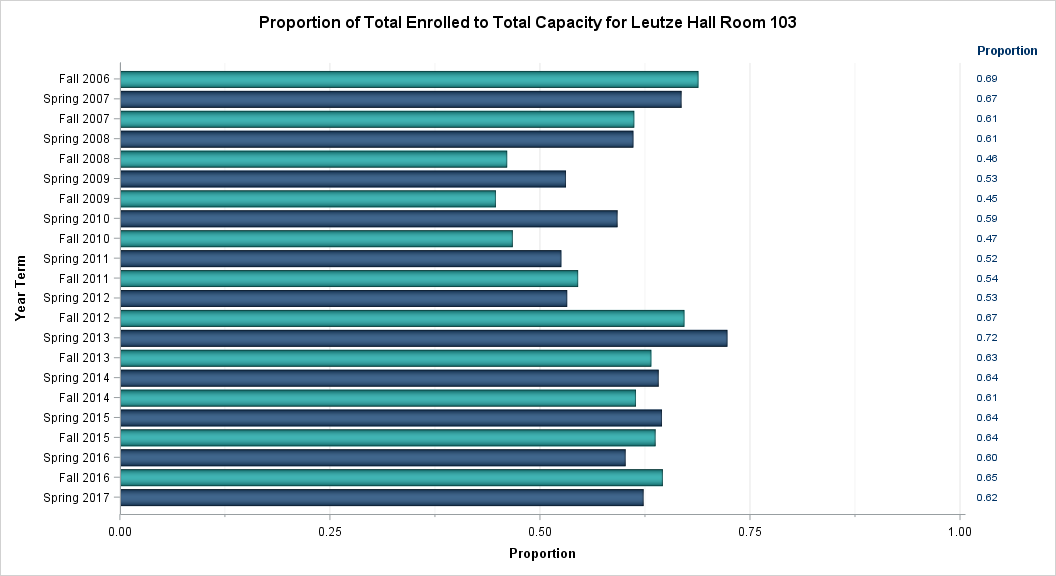 Proportion of Total Enrolled to Total Capacity for Leutze Hall Room 103
Proportion
Fall 2006 0.69
Spring 2007 0.67
Fall 2007 0.61
Spring 2008 0.61
Fall 2008 0.46
Spring 2009 0.53
Fall 2009 0.45
Spring 2010 0.59
Fall 2010 0.47
Spring 2011 0.52
Fall 2011 0.54
Spring 2012 0.53
Fall 2012 0.67
Spring 2013 0.72
Fall 2013 0.63
Spring 2014 0.64
Fall 2014 0.61
Spring 2015 0.64
Fall 2015 0.64
Spring 2016 0.60
Fall 2016 0.65
Spring 2017 0.62
Year Term
0.00 0.25 0.50 0.75 1.00
Proportion